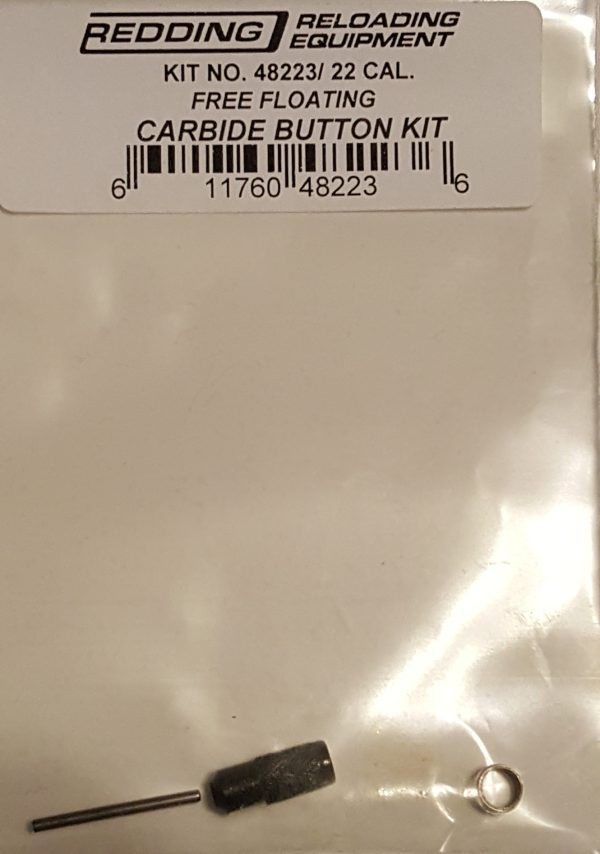 REDDING RELOADING EQUIPMENT
KIT NO. 48223/ 22 CAL.
FREE FLOATING
CARBIDE BUTTON KIT
6 11760 48223 6